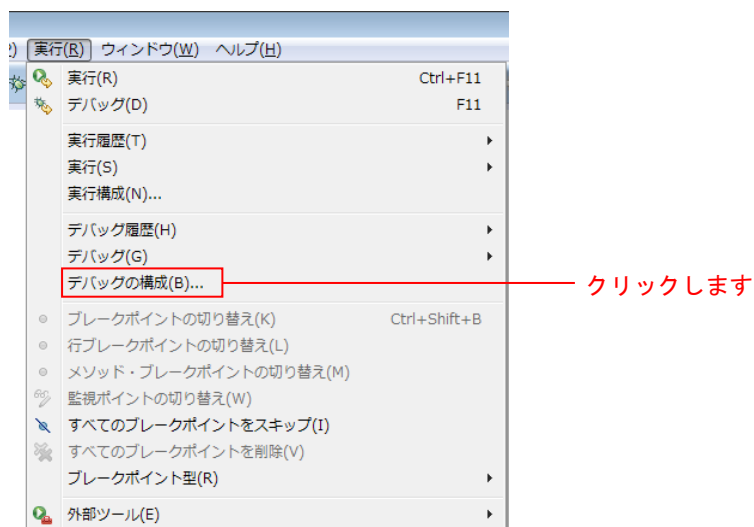 ) 実行(R) ウィンドウ(W) ヘルプ(H)
実行(R) Ctrl+F11
デバッグ(D) F11
実行履歴(T)
実行(S)
実行構成(N)...
デバッグ履歴(H)
デバッグ(G)
デバッグの構成(B)...
クリックします
ブレークポイントの切り替え(K) Ctrl+Shift+B
行ブレークポイントの切り替え(L)
メソッド・ブレークポイントの切り替え(M)
監視ポイントの切り替え(W)
すべてのブレークポイントをスキップ(I)
すべてのブレークポイントを削除(V)
ブレークポイント型(R)
外部ツール(E)